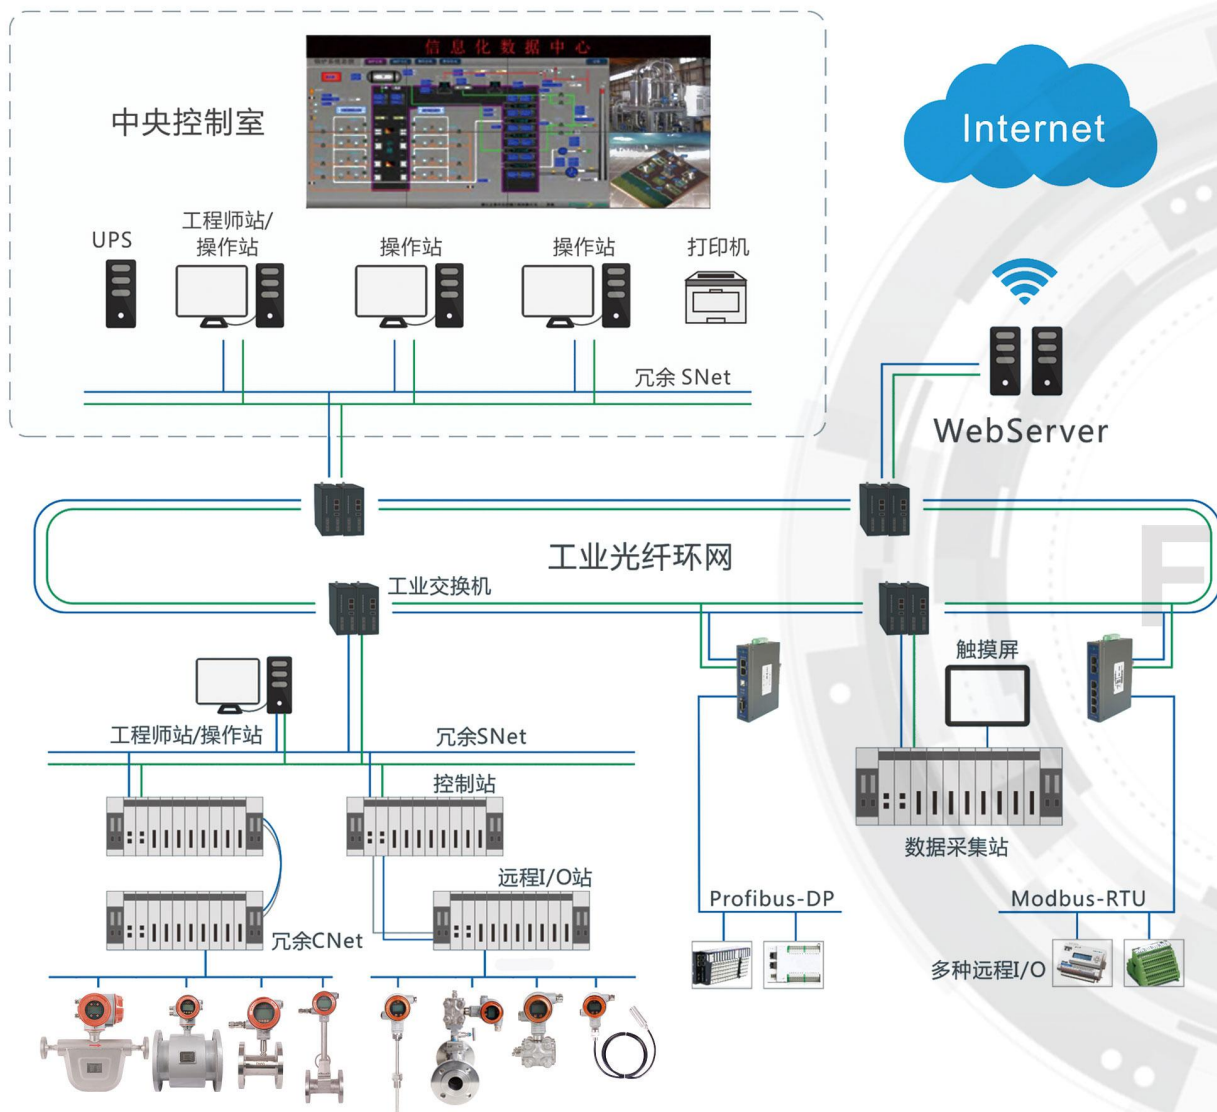 信息化数据中心
Internet
中央控制室
UPS
工程师站/
操作站
操作站
操作站
打印机
冗余 SNet
WebServer
工业光纤环网
F
工业交换机
触摸屏
工程师站/操作站
冗余SNet
控制站
数据采集站
远程I/O站
Profibus-DP
Modbus-RTU
冗余CNet
多种远程I/O